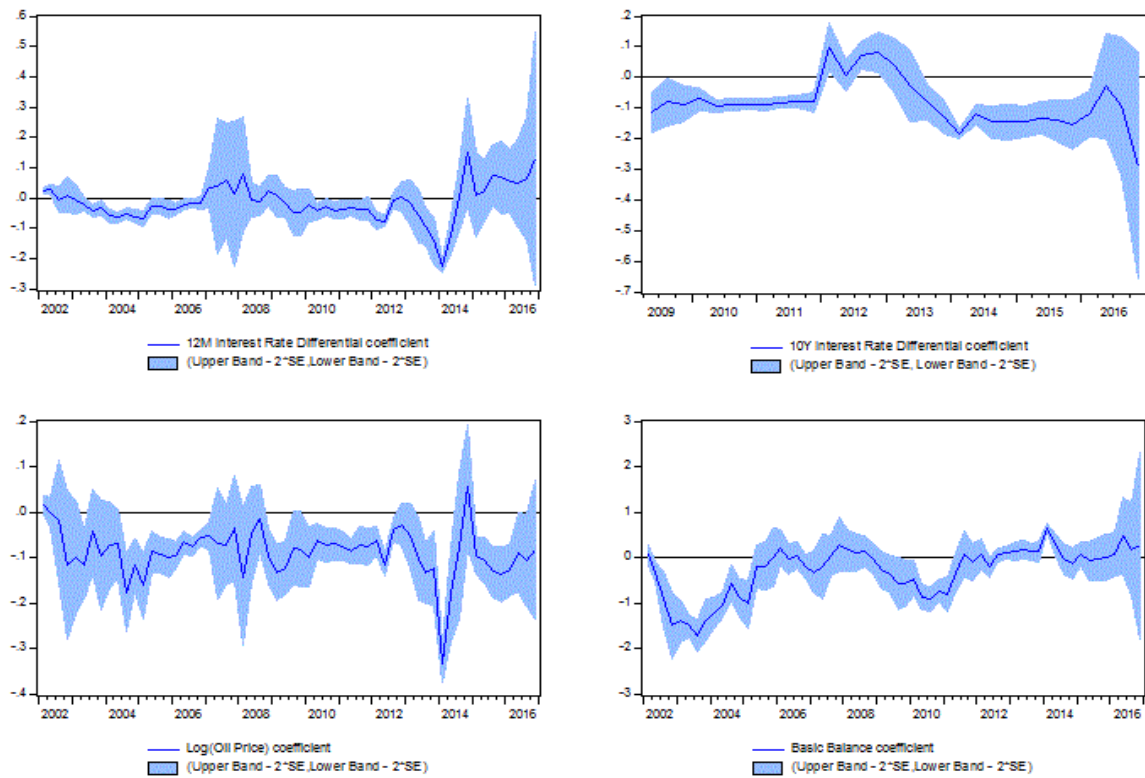 .6
.5
.4
.3
.2
.1
.0
-.1
-.2
-.3
2002 2004 2006 2008 2010 2012 2014 2016
12M Interest Rate Differential coefficient
(Upper Band - 2*SE,Lower Band - 2*SE)
.2
.1
.0
-.1
-.2
-.3
-.4
-.5
-.6
-.7
2009 2010 2011 2012 2013 2014 2015 2016
10Y Interest Rate Differential coefficient
(Upper Band - 2*SE, Lower Band - 2*SE)
.2
.1
.0
-.1
-.2
-.3
-.4
2002 2004 2006 2008 2010 2012 2014 2016
Log(Oil Price) coefficient
(Upper Band - 2*SE,Lower Band - 2*SE)
3
2
1
0
-1
-2
-3
2002 2004 2006 2008 2010 2012 2014 2016
Basic Balance coefficient
(Upper Band - 2*SE,Lower Band - 2*SE)